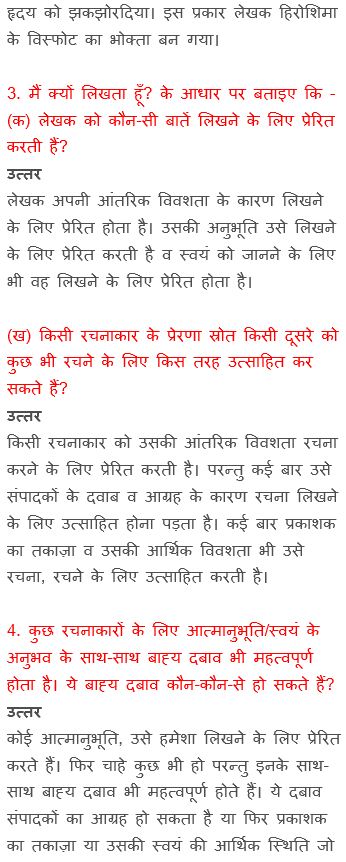 हृदय को झकझोरदिया। इस प्रकार लेखक हिरोशिमा
के विस्फोट का भोक्ता बन गया।
3. मैं क्यों लिखता हूँ? के आधार पर बताइए कि -
(क) लेखक को कौन-सी बातें लिखने के लिए प्रेरित
करती हैं?
उत्तर
लेखक अपनी आंतरिक विवशता के कारण लिखने
के लिए प्रेरित होता है। उसकी अनुभूति उसे लिखने
के लिए प्रेरित करती है व स्वयं को जानने के लिए
भी वह लिखने के लिए प्रेरित होता है।
(ख) किसी रचनाकार के प्रेरणा स्रोत किसी दूसरे को
कुछ भी रचने के लिए किस तरह उत्साहित कर
सकते हैं?
उत्तर
किसी रचनाकार को उसकी आंतरिक विवशता रचना
करने के लिए प्रेरित करती है। परन्तु कई बार उसे
संपादकों के दवाब व आग्रह के कारण रचना लिखने
के लिए उत्साहित होना पड़ता है। कई बार प्रकाशक
का तकाज़ा व उसकी आर्थिक विवशता भी उसे
रचना, रचने के लिए उत्साहित करती है।
4. कुछ रचनाकारों के लिए आत्मानुभूति/स्वयं के
अनुभव के साथ-साथ बाह्य दबाव भी महत्वपूर्ण
होता है। ये बाह्य दबाव कौन-कौन-से हो सकते हैं?
उत्तर
कोई आत्मानुभूति, उसे हमेशा लिखने के लिए प्रेरित
करते हैं। फिर चाहे कुछ भी हो परन्तु इनके साथ-
साथ बाह्य दबाव भी महत्वपूर्ण होते हैं। ये दबाव
संपादकों का आग्रह हो सकता है या फिर प्रकाशक
का तकाज़ा या उसकी स्वयं की आर्थिक स्थिति जो